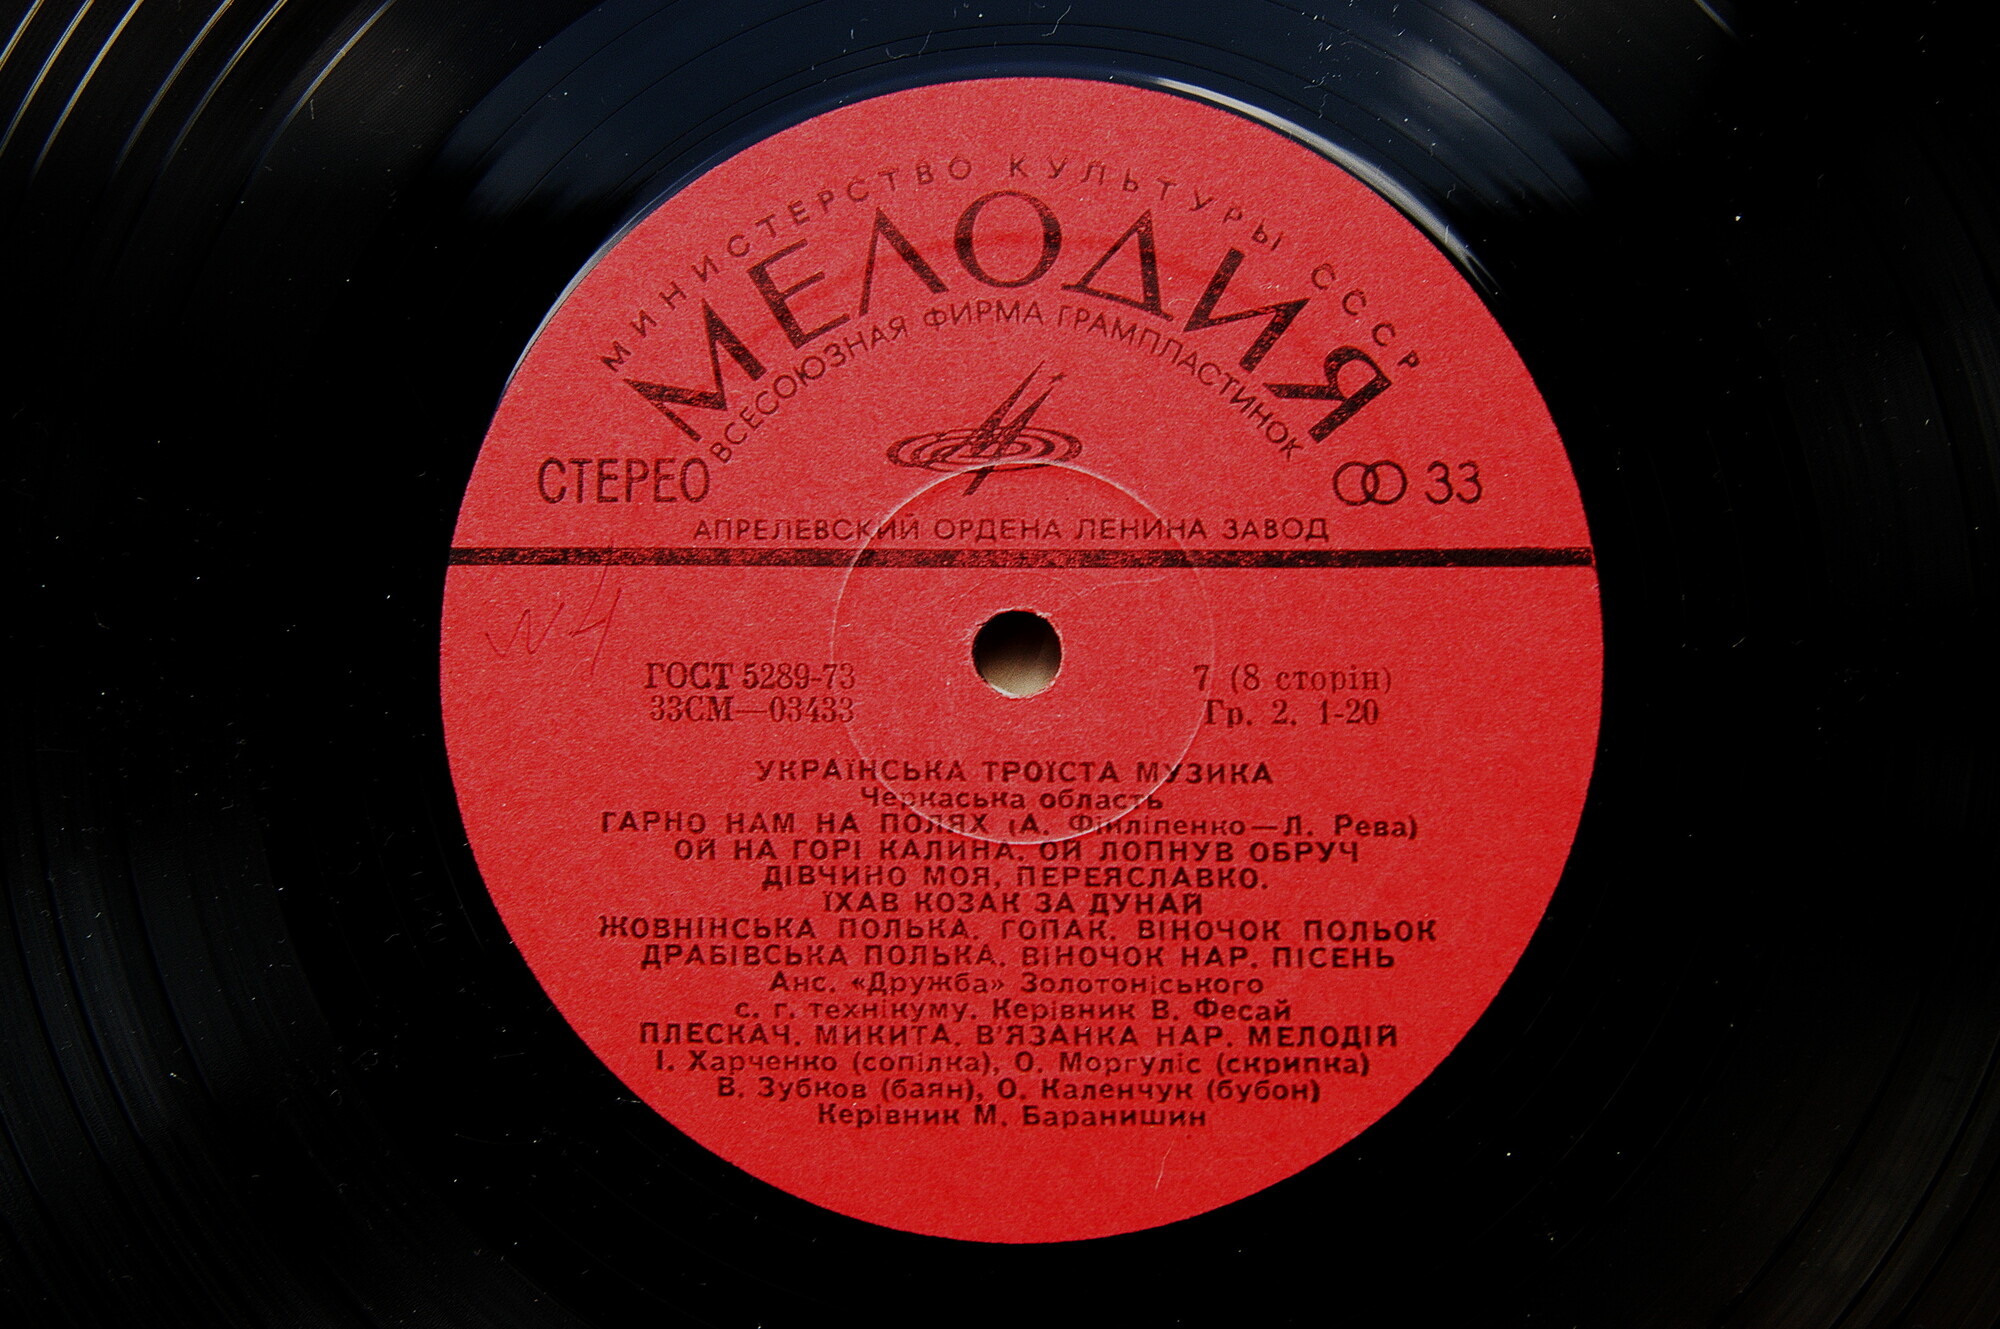 МИНИСТЕРСТВО КУЛЬТУРЫ СССР
МЕЛОДИЯ
ВСЕСОЮЗНАЯ ФИРМА ГРАМПЛАСТИНОК
СТЕРЕО
33
АПРЕЛЕВСКИЙ ОРДЕНА ЛЕНИНА ЗАВОД
№ 4
ГОСТ 5289-73
33СМ—03433
7 (8 сторін)
Гр. 2. 1-20
УКРАЇНСЬКА ТРОЇСТА МУЗИКА
Черкаська область
ГАРНО НАМ НА ПОЛЯХ (А. Фійліпенко—Л. Рева)
ОЙ НА ГОРІ КАЛИНА. ОЙ ЛОПНУВ ОБРУЧ
ДІВЧИНО МОЯ, ПЕРЕЯСЛАВКО.
ЇХАВ КОЗАК ЗА ДУНАЙ
ЖОВНІНСЬКА ПОЛЬКА. ГОПАК. ВІНОЧОК ПОЛЬОК
ДРАБІВСЬКА ПОЛЬКА. ВІНОЧОК НАР. ПІСЕНЬ
Анс. «Дружба» Золотоніського
с. г. технікуму. Керівник В. Фесай
ПЛЕСКАЧ. МИКИТА. В'ЯЗАНКА НАР. МЕЛОДІЙ
І. Харченко (сопілка), О. Моргуліс (скрипка)
В. Зубков (баян), О. Каленчук (бубон)
Керівник М. Баранишин